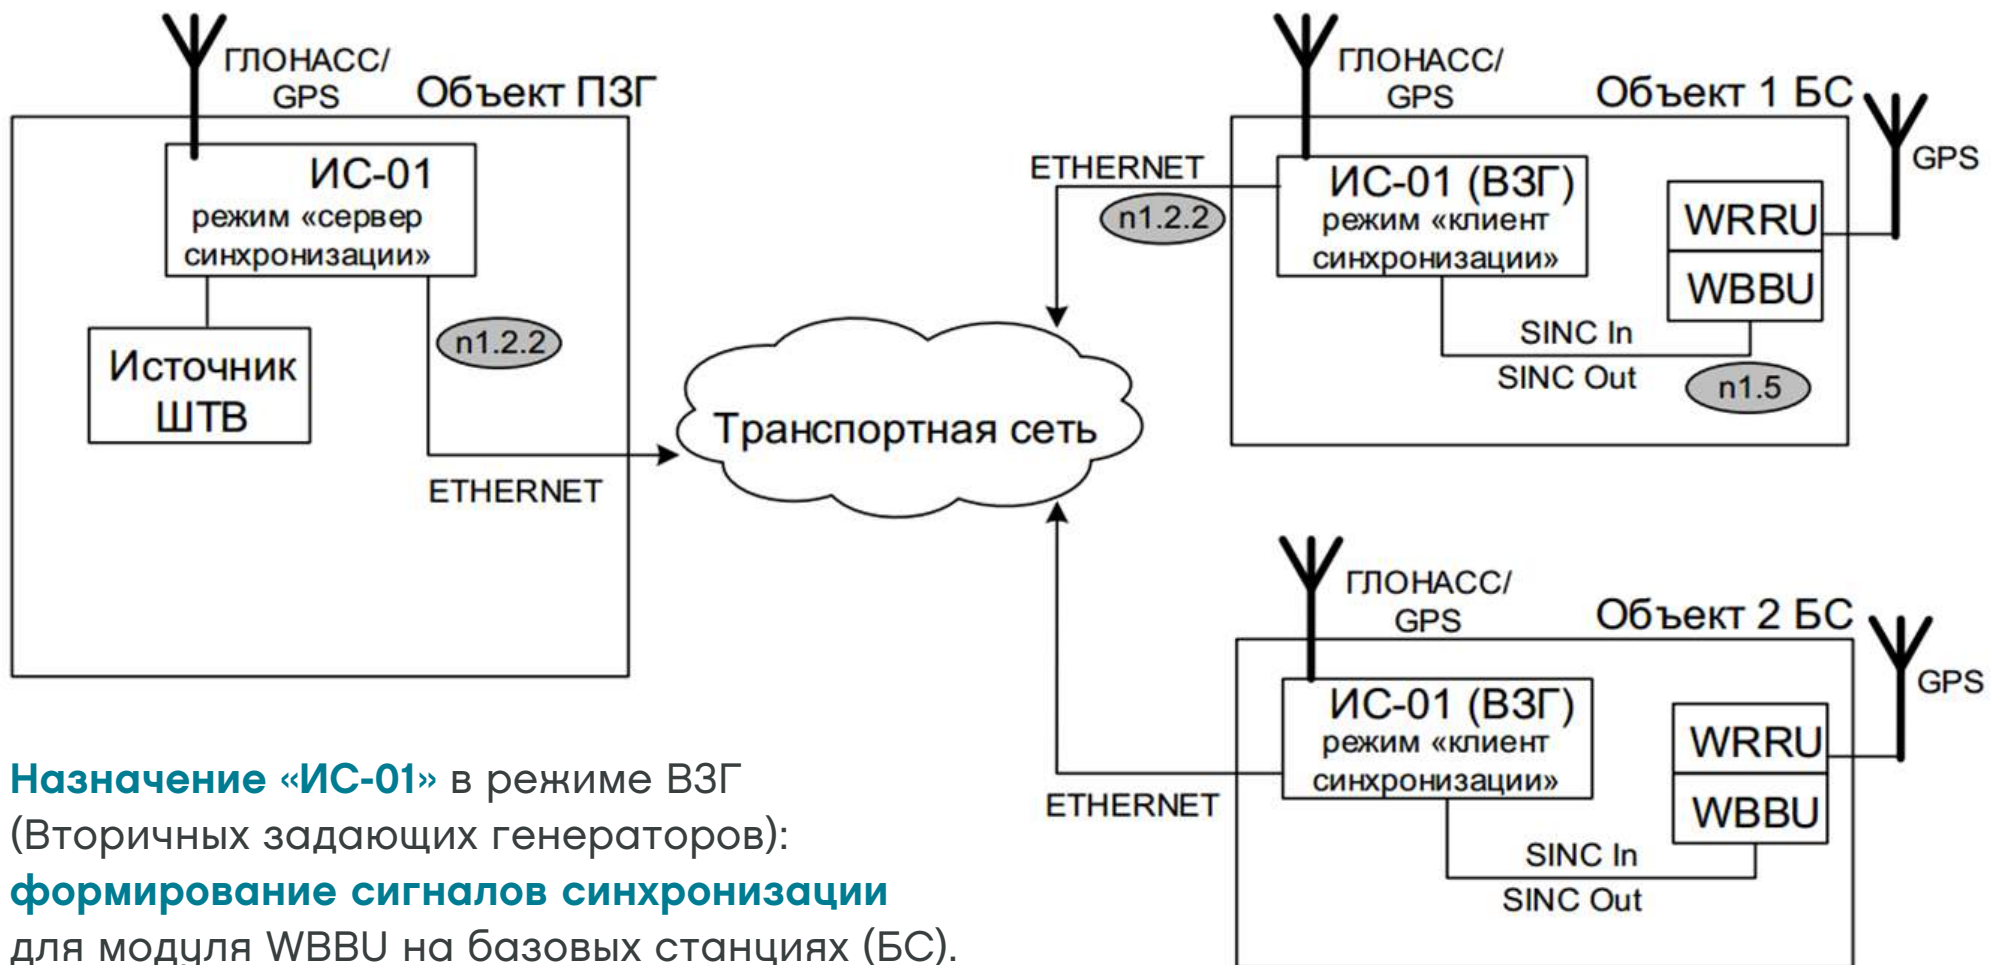 ГЛОНАСС/
GPS
Объект ПЗГ
ИС-01
режим «сервер
синхронизации»
n1.2.2
Источник
ШТВ
ETHERNET
Транспортная сеть
ГЛОНАСС/
GPS
Объект 1 БС
GPS
ETHERNET
n1.2.2
ИС-01 (ВЗГ)
режим «клиент
синхронизации»
WRRU
WBBU
SINC In
SINC Out
n1.5
ГЛОНАСС/
GPS
Объект 2 БС
GPS
ИС-01 (ВЗГ)
режим «клиент
синхронизации»
WRRU
WBBU
ETHERNET
SINC In
SINC Out
Назначение «ИС-01» в режиме ВЗГ
(Вторичных задающих генераторов):
формирование сигналов синхронизации
для модуля WBBU на базовых станциях (БС).